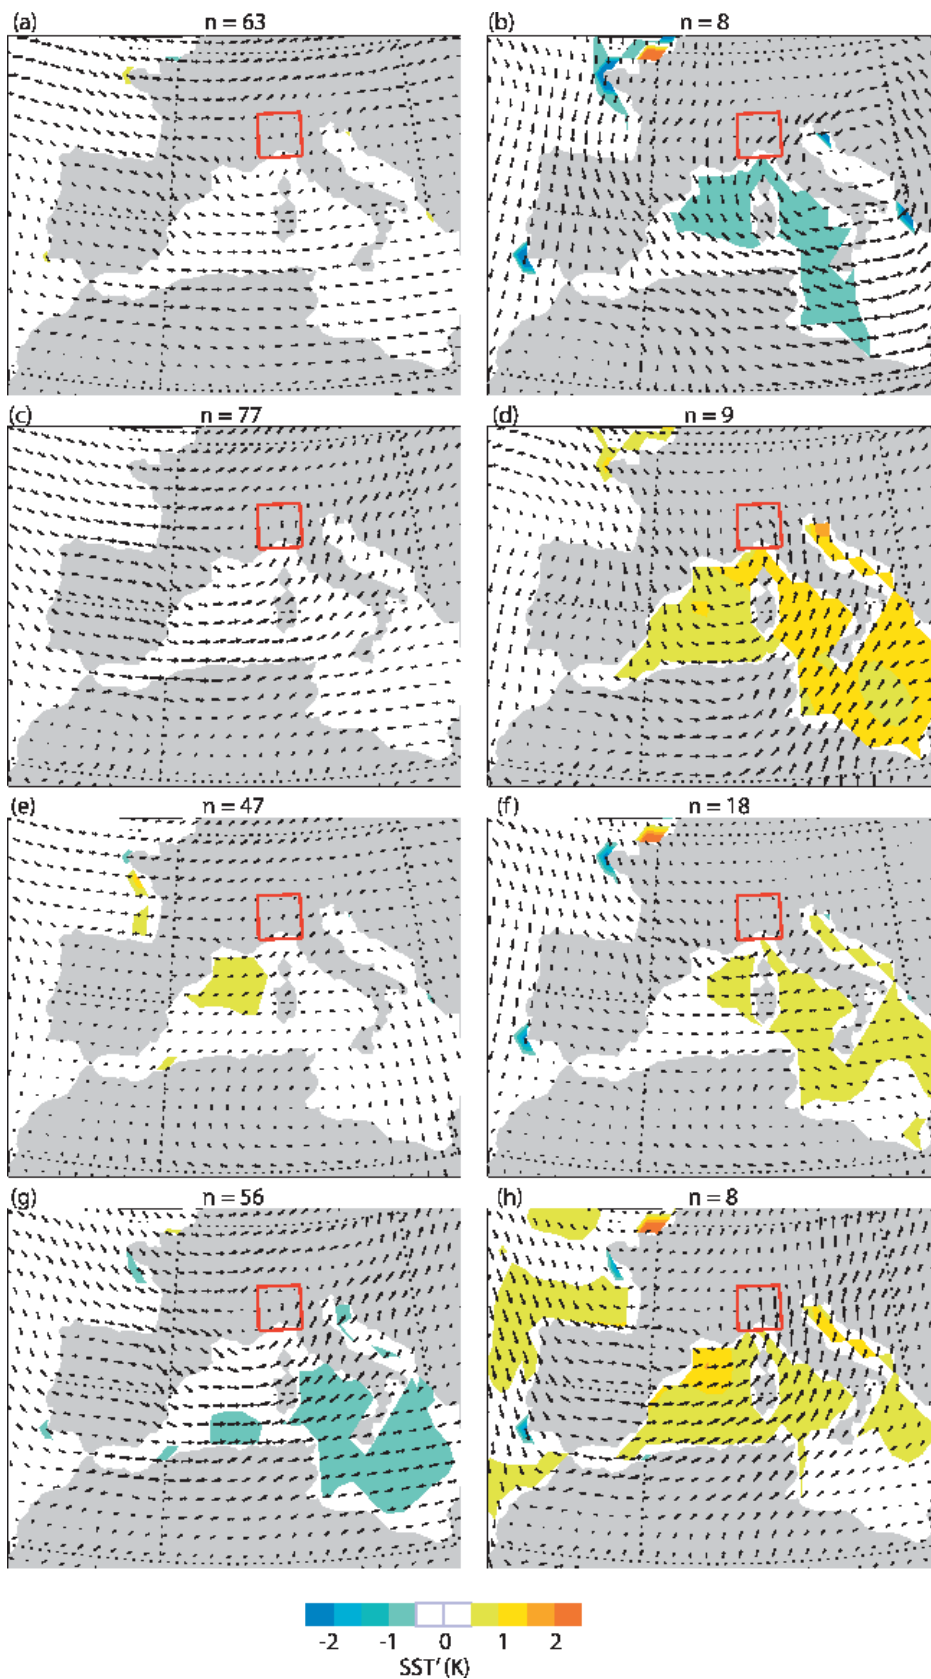 (a) n = 63
(b) n = 8
(c) n = 77
(d) n = 9
(e) n = 47
(f) n = 18
(g) n = 56
(h) n = 8
-2 -1 0 1 2
SST' (K)